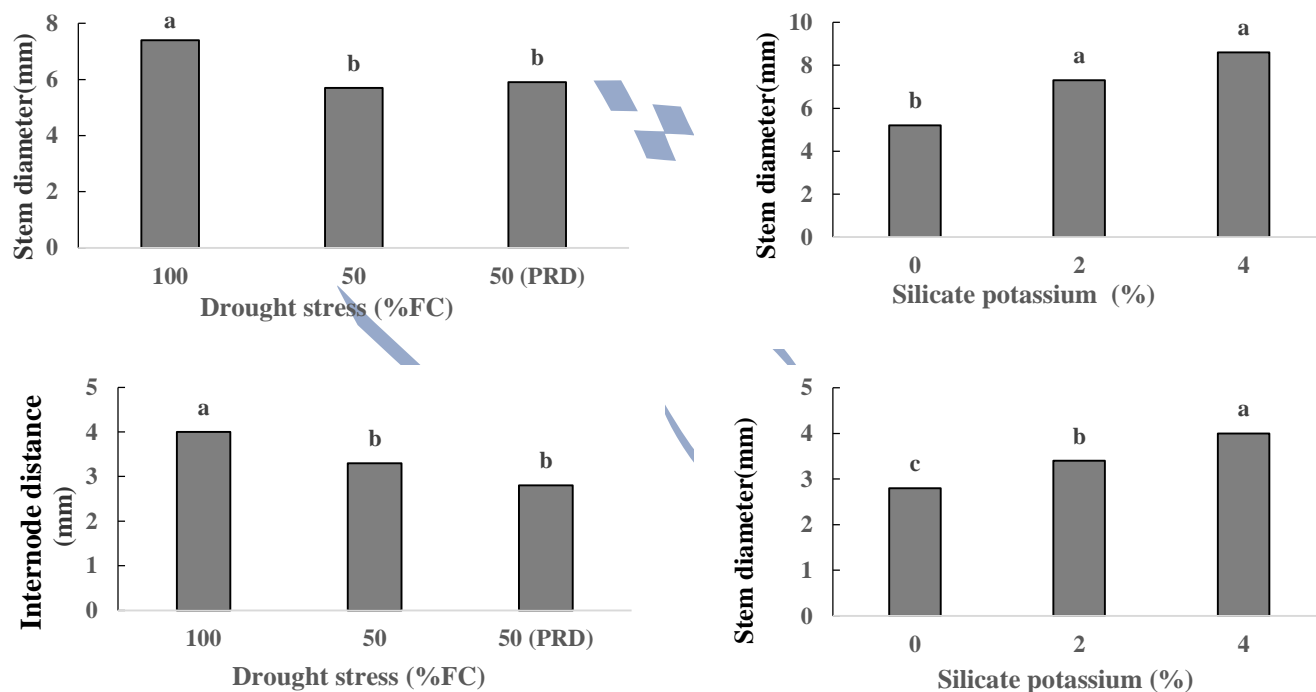 Stem diameter(mm)
8
6
4
2
0
a
b
b
100
50
50 (PRD)
Drought stress (%FC)
Stem diameter(mm)
10
8
6
4
2
0
b
a
a
0
2
4
Silicate potassium (%)
Internode distance
(mm)
5
4
3
2
1
0
a
b
b
100
50
50 (PRD)
Drought stress (%FC)
Stem diameter(mm)
5
4
3
2
1
0
c
b
a
0
2
4
Silicate potassium (%)